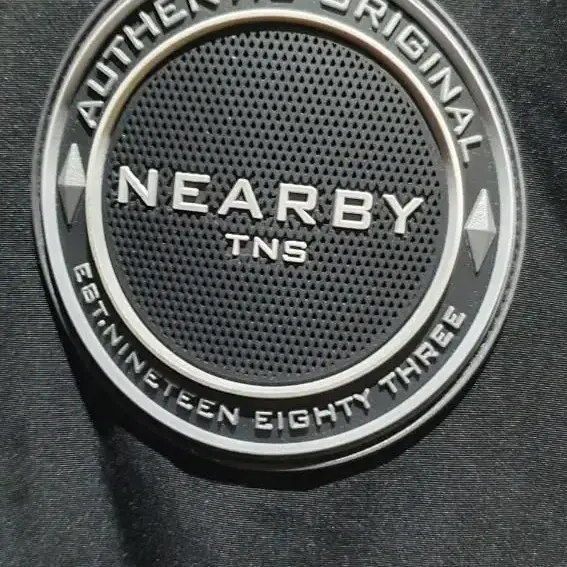 AUTHENTIC ORIGINAL
NEARBY
TNS
EST.NINETEEN EIGHTY THREE